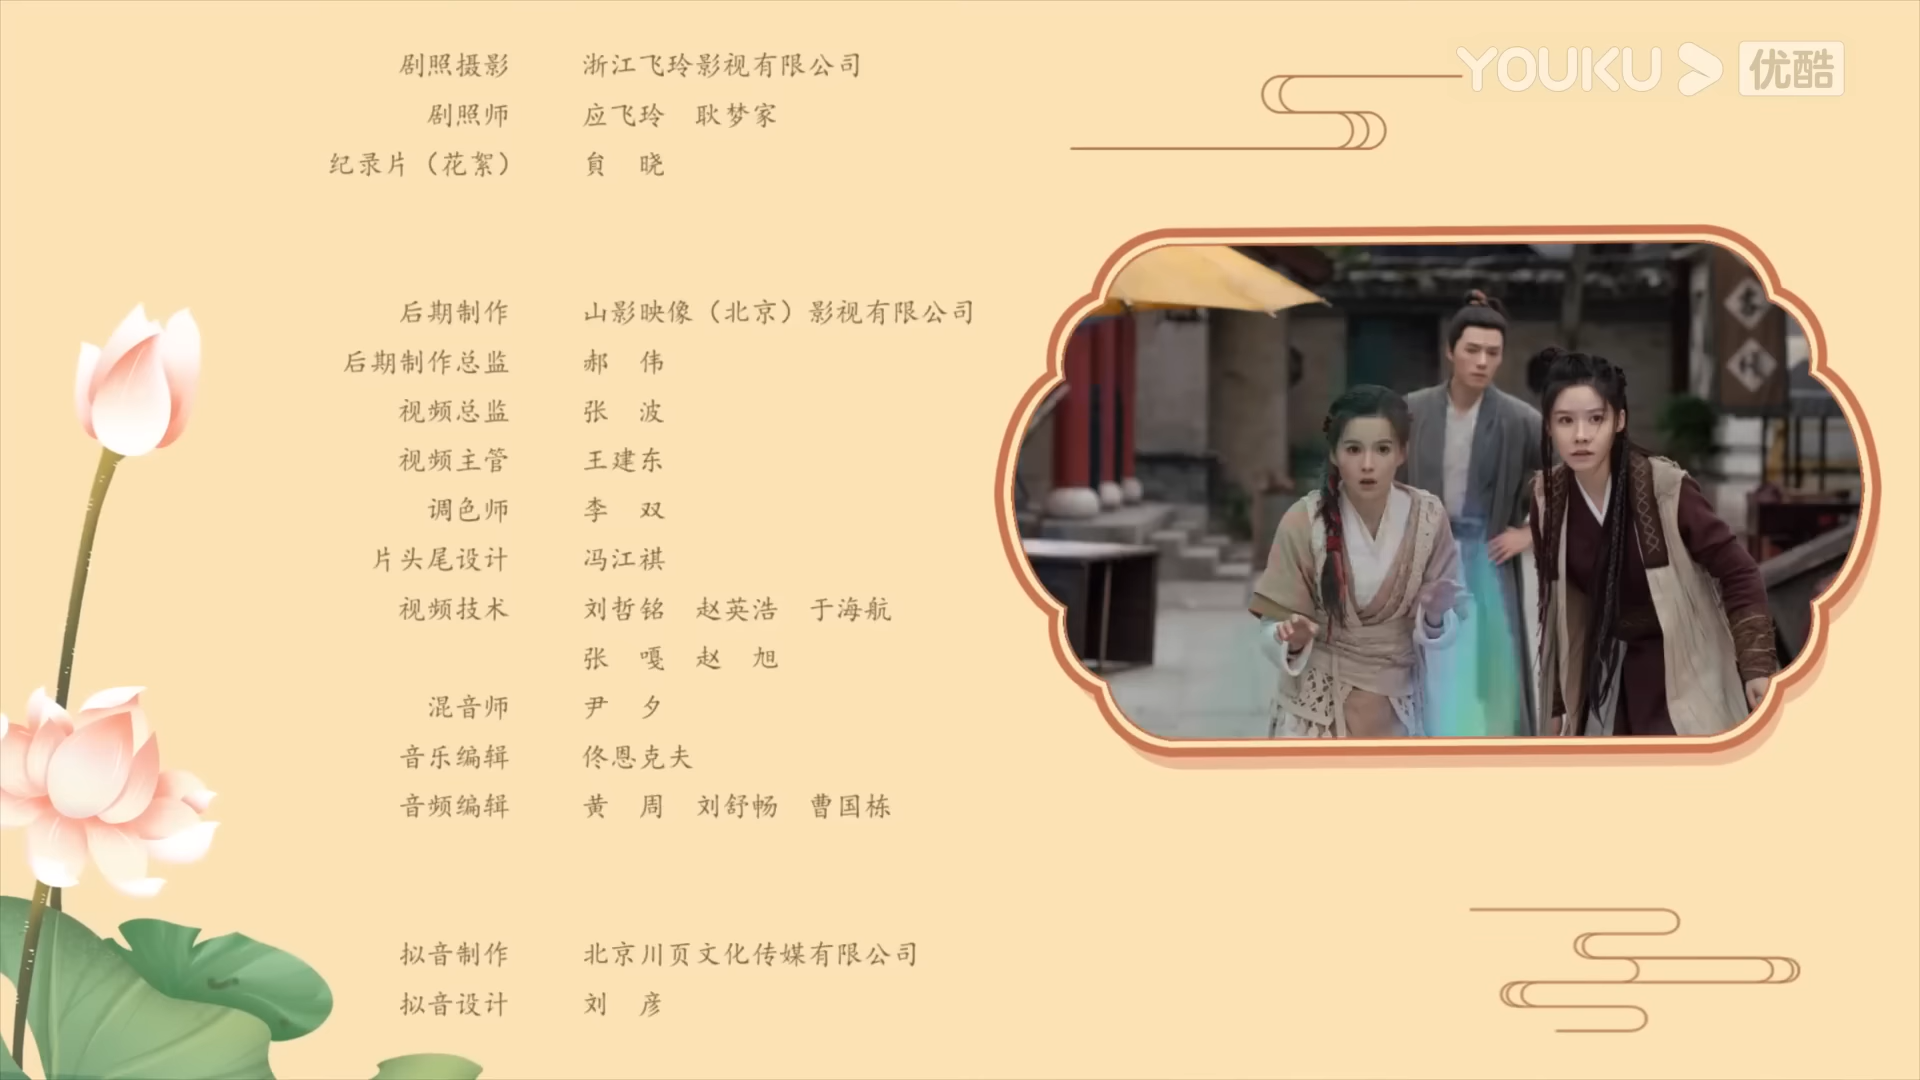 YOUKU 优酷
剧照摄影 浙江飞玲影视有限公司
剧照师 应飞玲 耿梦家
纪录片（花絮） 貟 晓
后期制作 山影映像（北京）影视有限公司
后期制作总监 郝 伟
视频总监 张 波
视频主管 王建东
调色师 李 双
片头尾设计 冯江祺
视频技术 刘哲铭 赵英浩 于海航
张 嘎 赵 旭
混音师 尹 夕
音乐编辑 佟恩克夫
音频编辑 黄 周 刘舒畅 曹国栋
拟音制作 北京川页文化传媒有限公司
拟音设计 刘 彦